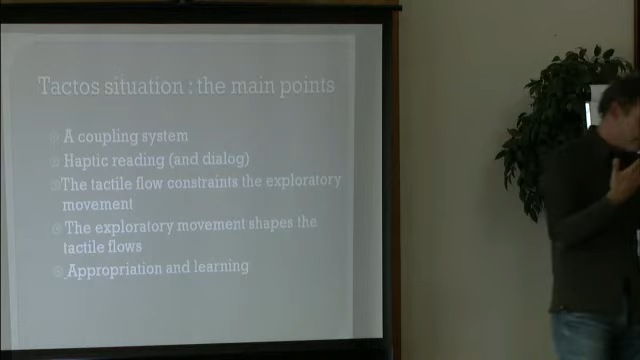 Tactos situation : the main points
A coupling system
Haptic reading (and dialog)
The tactile flow constraints the exploratory
movement
The exploratory movement shapes the
tactile flows
Appropriation and learning